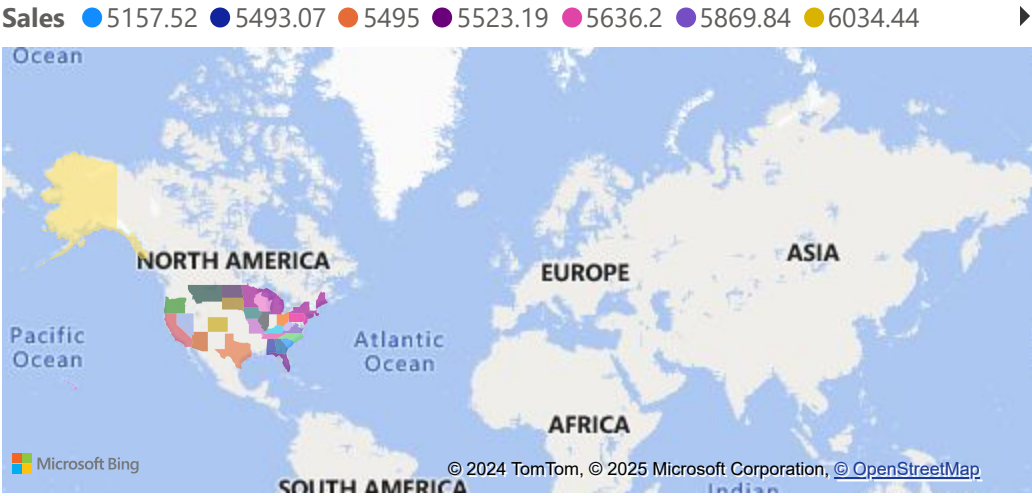 Sales 5157.52 5493.07 5495 5523.19 5636.2 5869.84 6034.44
Ocean
NORTH AMERICA
ASIA
EUROPE
Pacific
Ocean
Atlantic
Ocean
AFRICA
Microsoft Bing
© 2024 TomTom, © 2025 Microsoft Corporation, © OpenStreetMap
SOUTH AMERICA
Indian